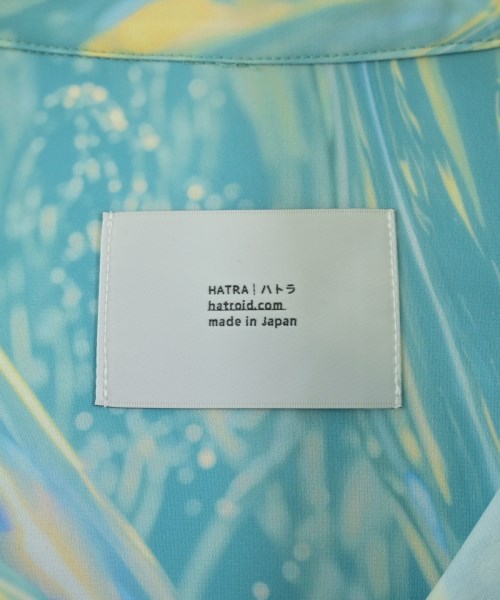 HATRA | ハトラ
hatroid.com
made in Japan